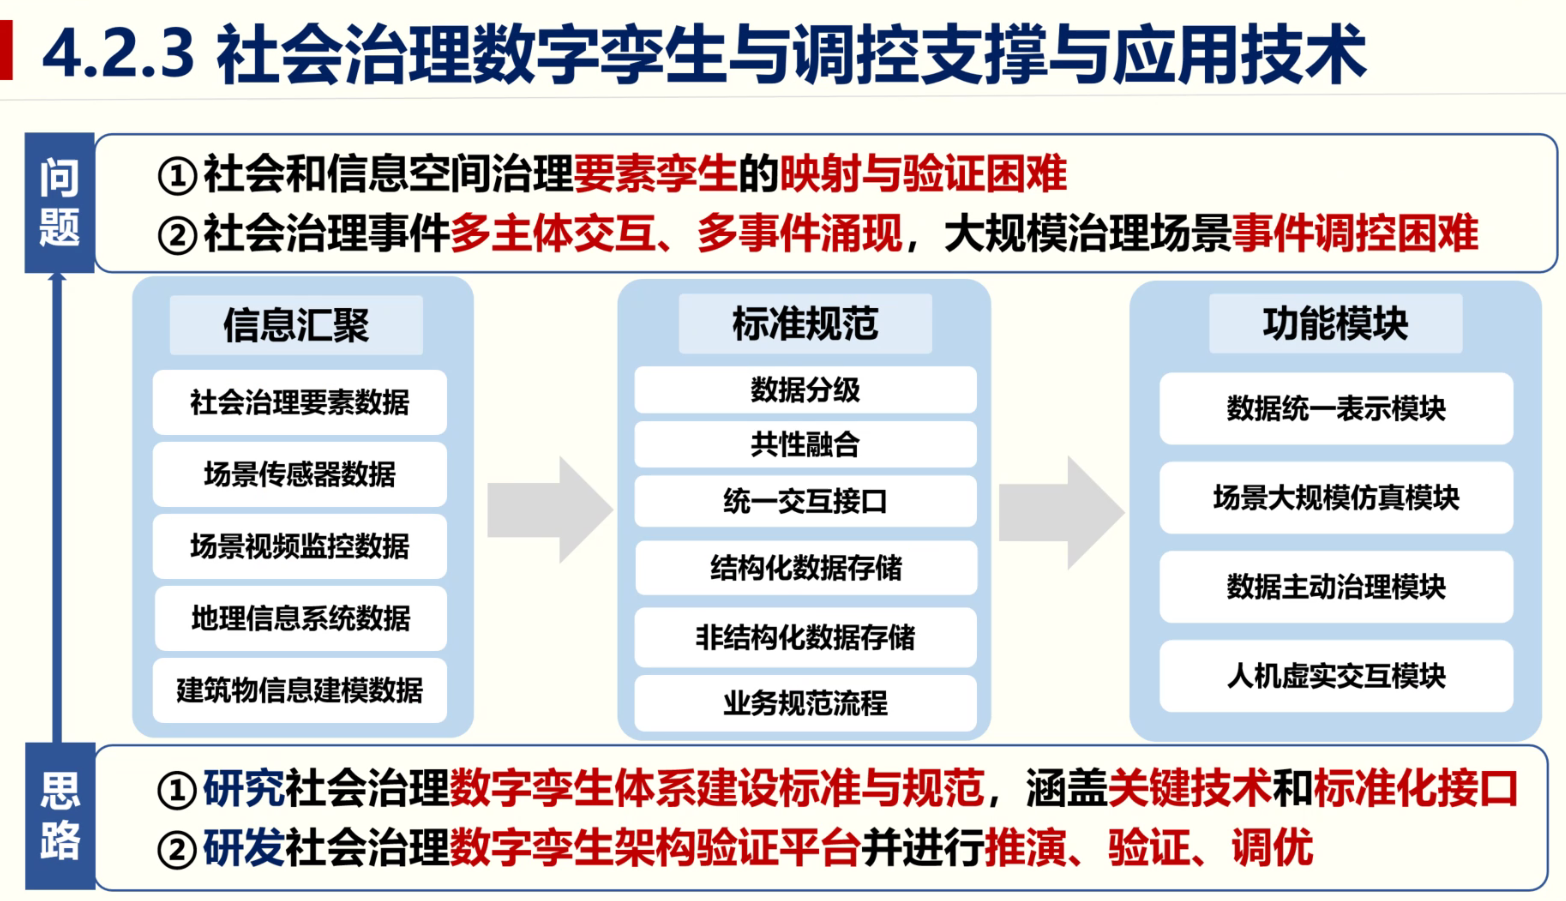 4.2.3 社会治理数字孪生与调控支撑与应用技术
问题
①社会和信息空间治理要素孪生的映射与验证困难
②社会治理事件多主体交互、多事件涌现，大规模治理场景事件调控困难
信息汇聚
社会治理要素数据
场景传感器数据
场景视频监控数据
地理信息系统数据
建筑物信息建模数据
标准规范
数据分级
共性融合
统一交互接口
结构化数据存储
非结构化数据存储
业务规范流程
功能模块
数据统一表示模块
场景大规模仿真模块
数据主动治理模块
人机虚实交互模块
思路
①研究社会治理数字孪生体系建设标准与规范，涵盖关键技术和标准化接口
②研发社会治理数字孪生架构验证平台并进行推演、验证、调优